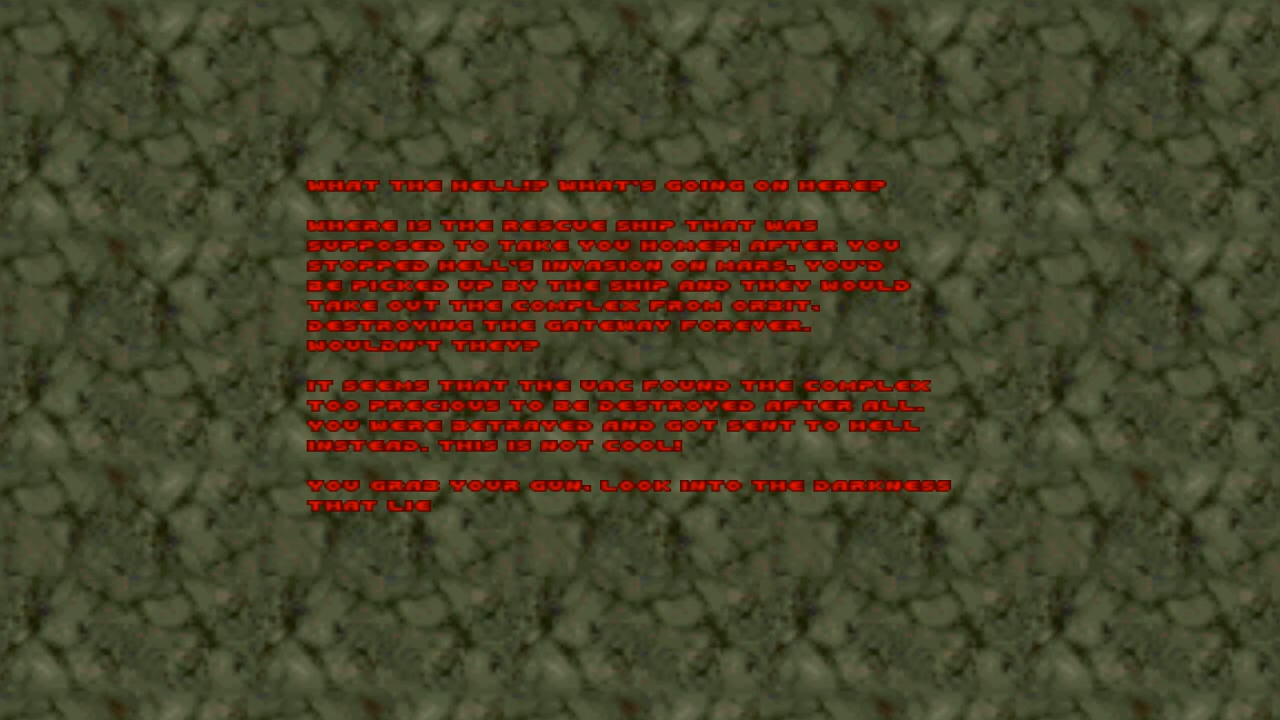 WHAT THE HELL!? WHAT'S GOING ON HERE?
WHERE IS THE RESCUE SHIP THAT WAS
SUPPOSED TO TAKE YOU HOME?! AFTER YOU
STOPPED HELL'S INVASION ON MARS, YOU'D
BE PICKED UP BY THE SHIP AND THEY WOULD
TAKE OUT THE COMPLEX FROM ORBIT,
DESTROYING THE GATEWAY FOREVER.
WOULDN'T THEY?
IT SEEMS THAT THE UAC FOUND THE COMPLEX
TOO PRECIOUS TO BE DESTROYED AFTER ALL.
YOU WERE BETRAYED AND GOT SENT TO HELL
INSTEAD. THIS IS NOT COOL!
YOU GRAB YOUR GUN, LOOK INTO THE DARKNESS
THAT LIE